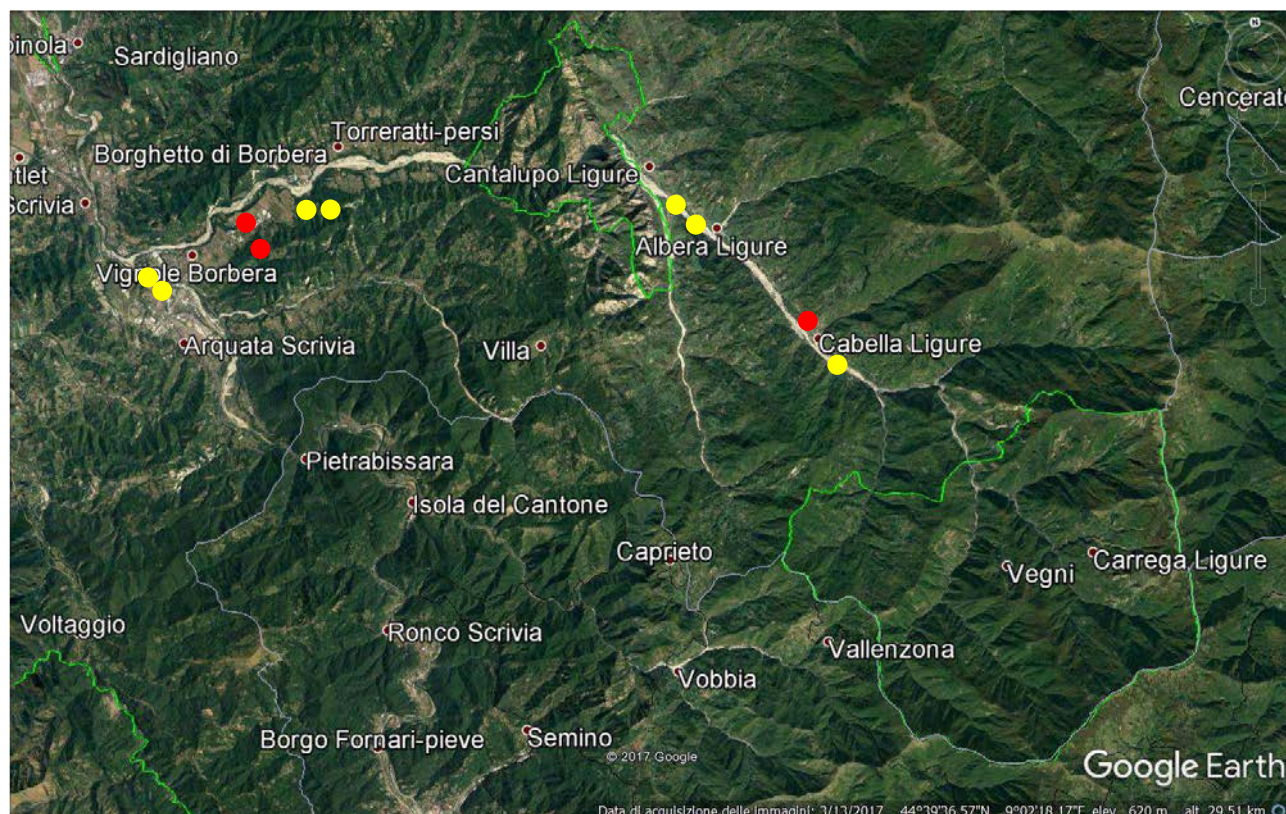 pinola
Sardigliano
Cencerato
Torreratti-persi
Borghetto di Borbera
Cantalupo Ligure
tlet
Scrivia
Albera Ligure
Vignole Borbera
Arquata Scrivia
Villa
Cabella Ligure
Pietrabissara
Isola del Cantone
Caprieto
Vegni
Carrega Ligure
Voltaggio
Ronco Scrivia
Vallenzona
Vobbia
Borgo Fornari-pieve
Semino
© 2017 Google
Google Earth
Data di acquisizione delle immagini: 3/13/2017 44°39'36.57"N 9°02'18.17"E elev 620 m alt 29.51 km